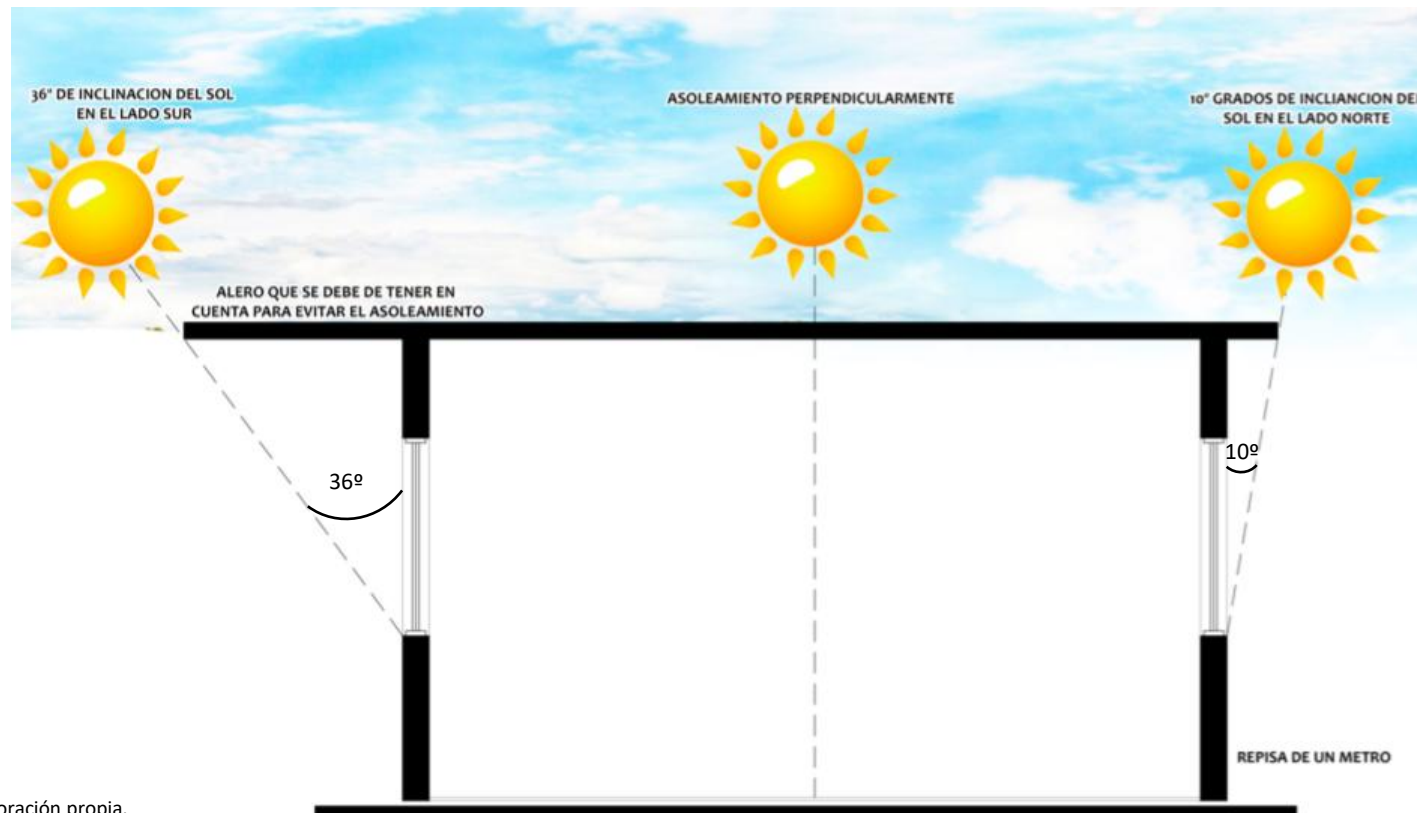 36° DE INCLINACION DEL SOL
EN EL LADO SUR
ASOLEAMIENTO PERPENDICULARMENTE
10° GRADOS DE INCLIANCION DEL
SOL EN EL LADO NORTE
ALERO QUE SE DEBE DE TENER EN
CUENTA PARA EVITAR EL ASOLEAMIENTO
36º
10º
REPISA DE UN METRO
propia.